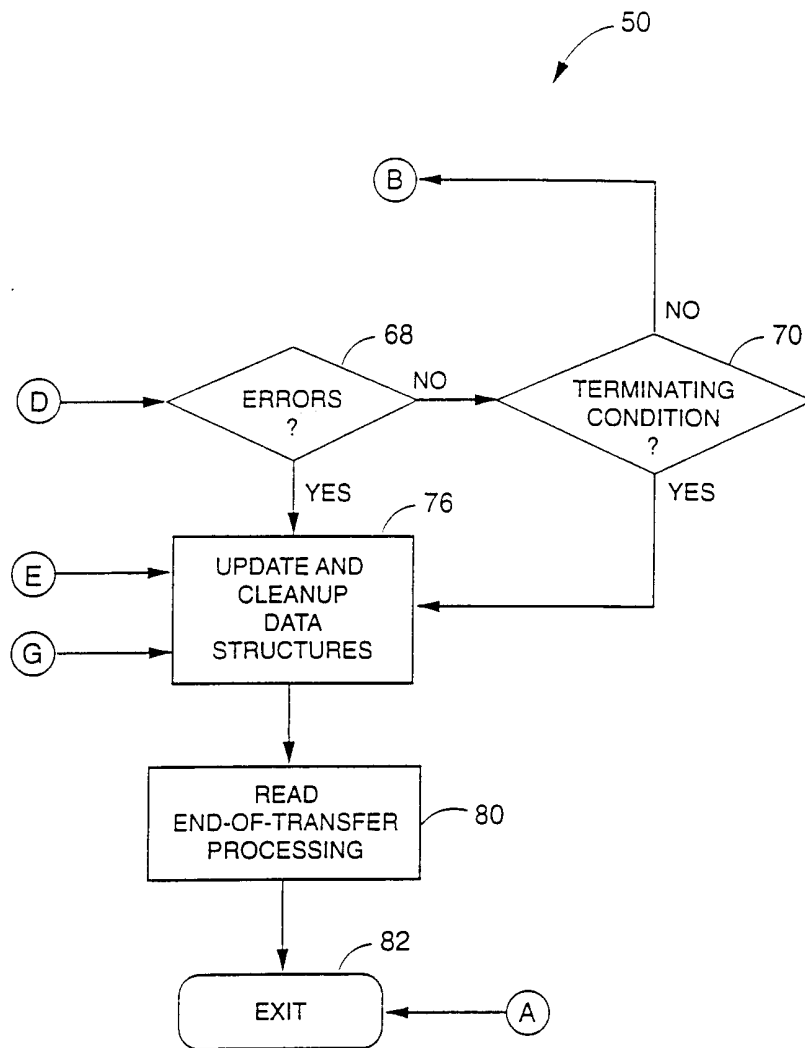 50
B
NO
68
70
D
ERRORS
?
NO
TERMINATING
CONDITION
?
YES
76
YES
E
UPDATE AND
CLEANUP
DATA
STRUCTURES
G
READ
END-OF-TRANSFER
PROCESSING
80
82
EXIT
A